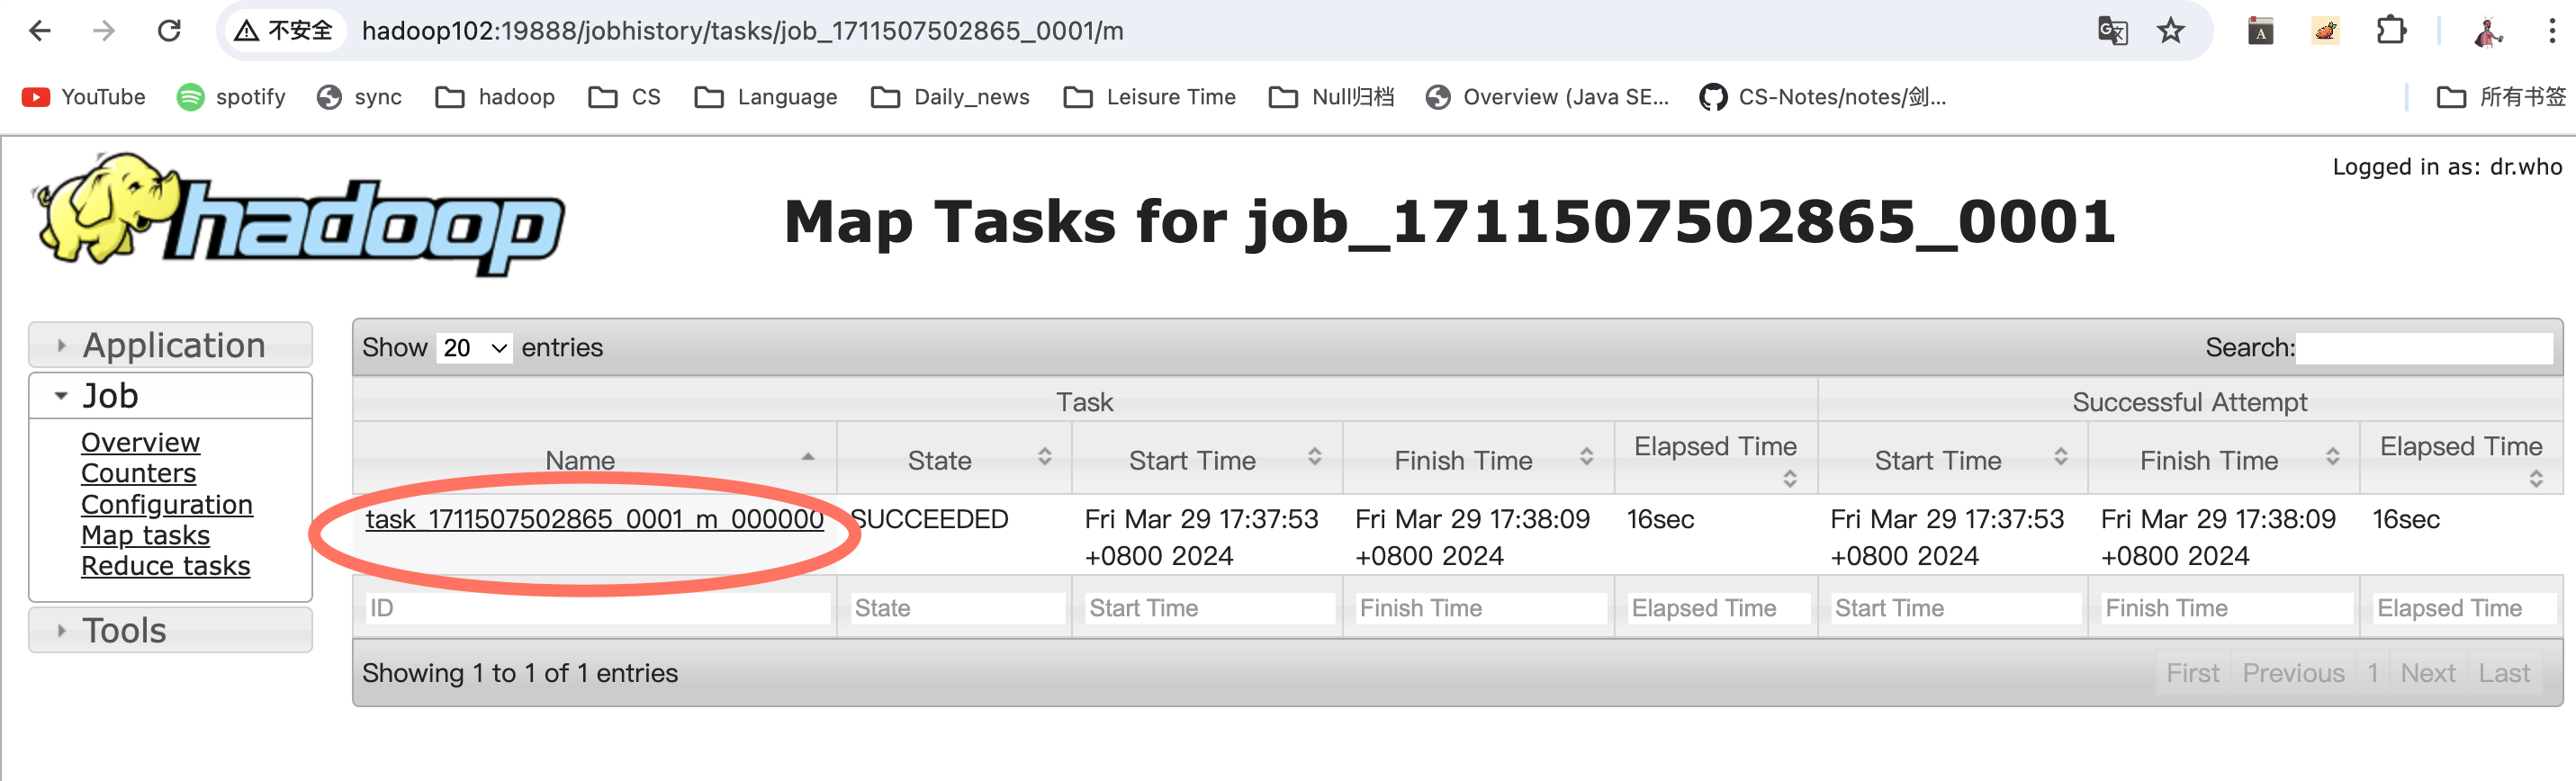 不安全 hadoop102:19888/jobhistory/tasks/job_1711507502865_0001/m
YouTube spotify sync hadoop CS Language Daily_news Leisure Time Null归档 Overview (Java SE... CS-Notes/notes/剑... 所有书签
Logged in as: dr.who
hadoop
Map Tasks for job_1711507502865_0001
Application
Job
Overview
Counters
Configuration
Map tasks
Reduce tasks
Tools
Show 20 entries
Search:
Task Successful Attempt
Name State Start Time Finish Time Elapsed Time Start Time Finish Time Elapsed Time
task_1711507502865_0001_m_000000 SUCCEEDED Fri Mar 29 17:37:53 Fri Mar 29 17:38:09 16sec Fri Mar 29 17:37:53 Fri Mar 29 17:38:09 16sec
+0800 2024 +0800 2024 +0800 2024 +0800 2024
ID State Start Time Finish Time Elapsed Time Start Time Finish Time Elapsed Time
Showing 1 to 1 of 1 entries
First Previous 1 Next Last